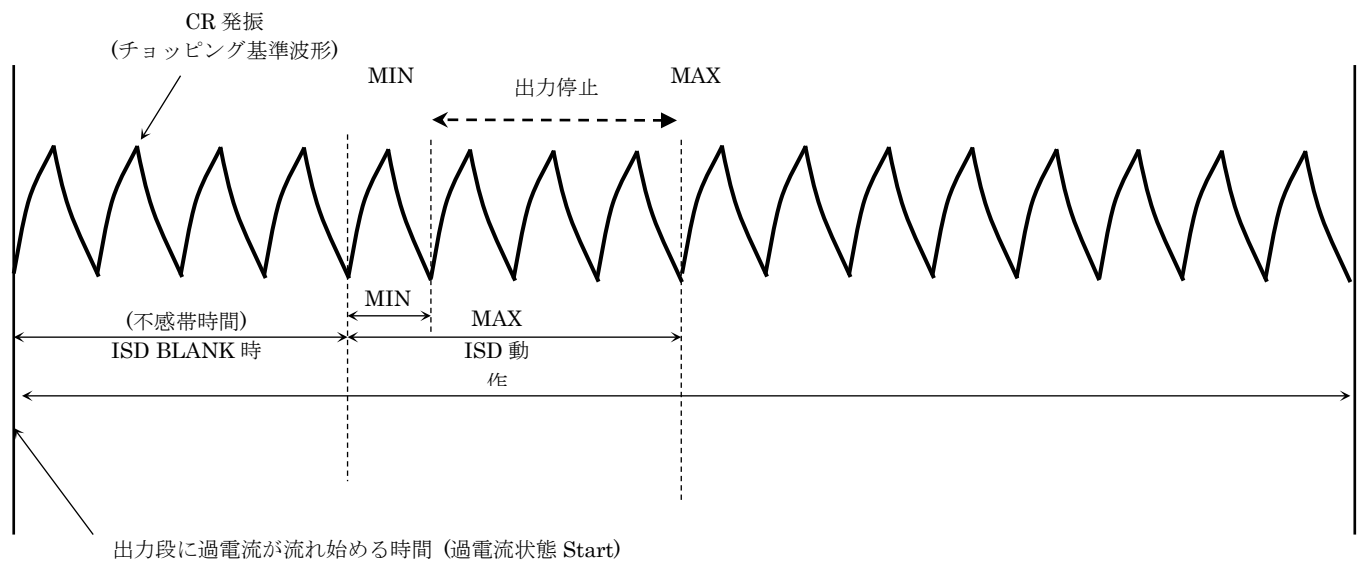 CR 発振
(チョッピング基準波形)
MIN
出力停止
MAX
MIN
(不感帯時間)
MAX
ISD BLANK 時
ISD 動
作
出力段に過電流が流れ始める時間 (過電流状態 Start)